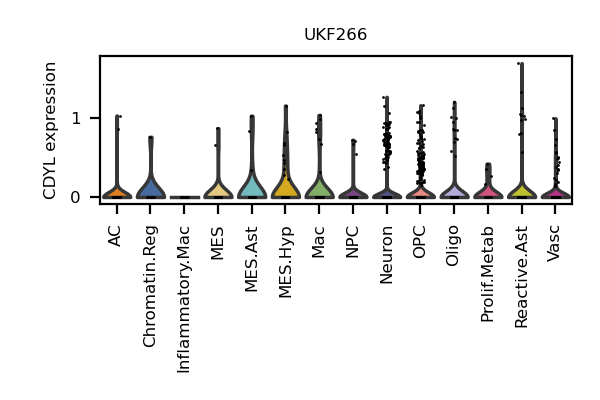 UKF266
CDYL expression
1
0
AC
Chromatin.Reg
Inflammatory.Mac
MES
MES.Ast
MES.Hyp
Mac
NPC
Neuron
OPC
Oligo
Prolif.Metab
Reactive.Ast
Vasc